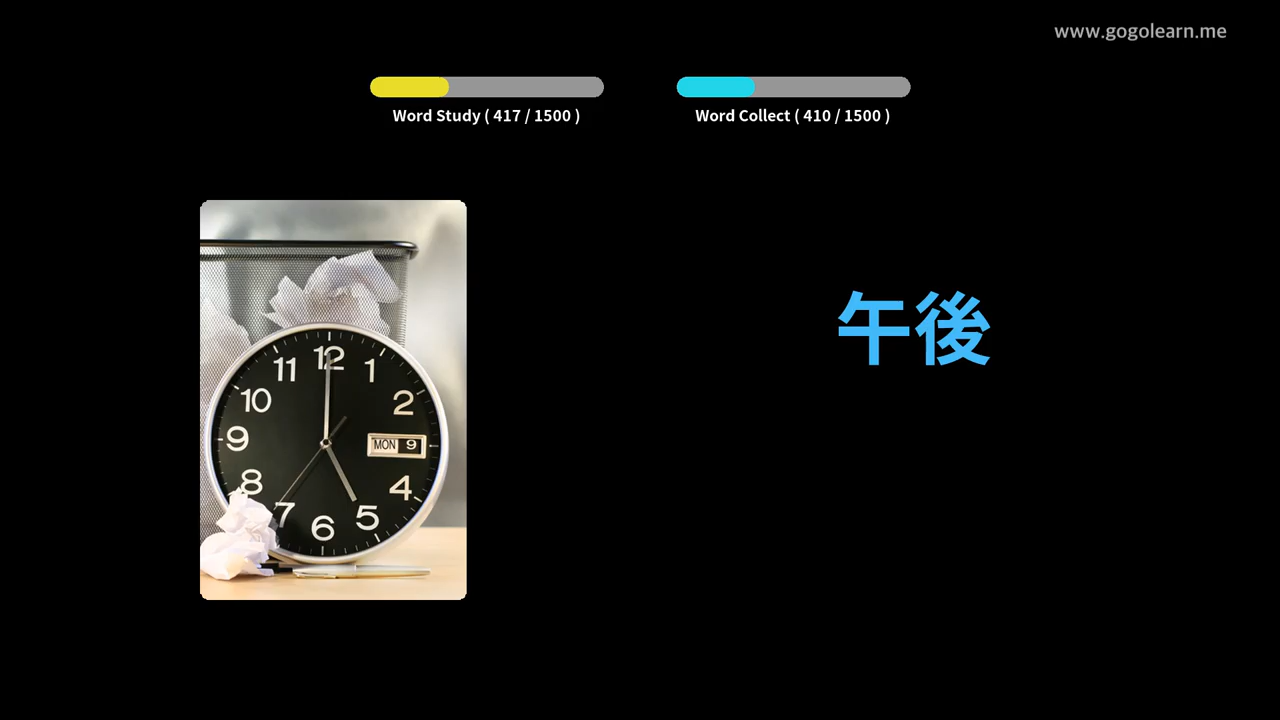 www.gogolearn.me
Word Study ( 417 / 1500 )
Word Collect ( 410 / 1500 )
午後
12
11
1
10
2
9
MON 9
8
4
7
5
6